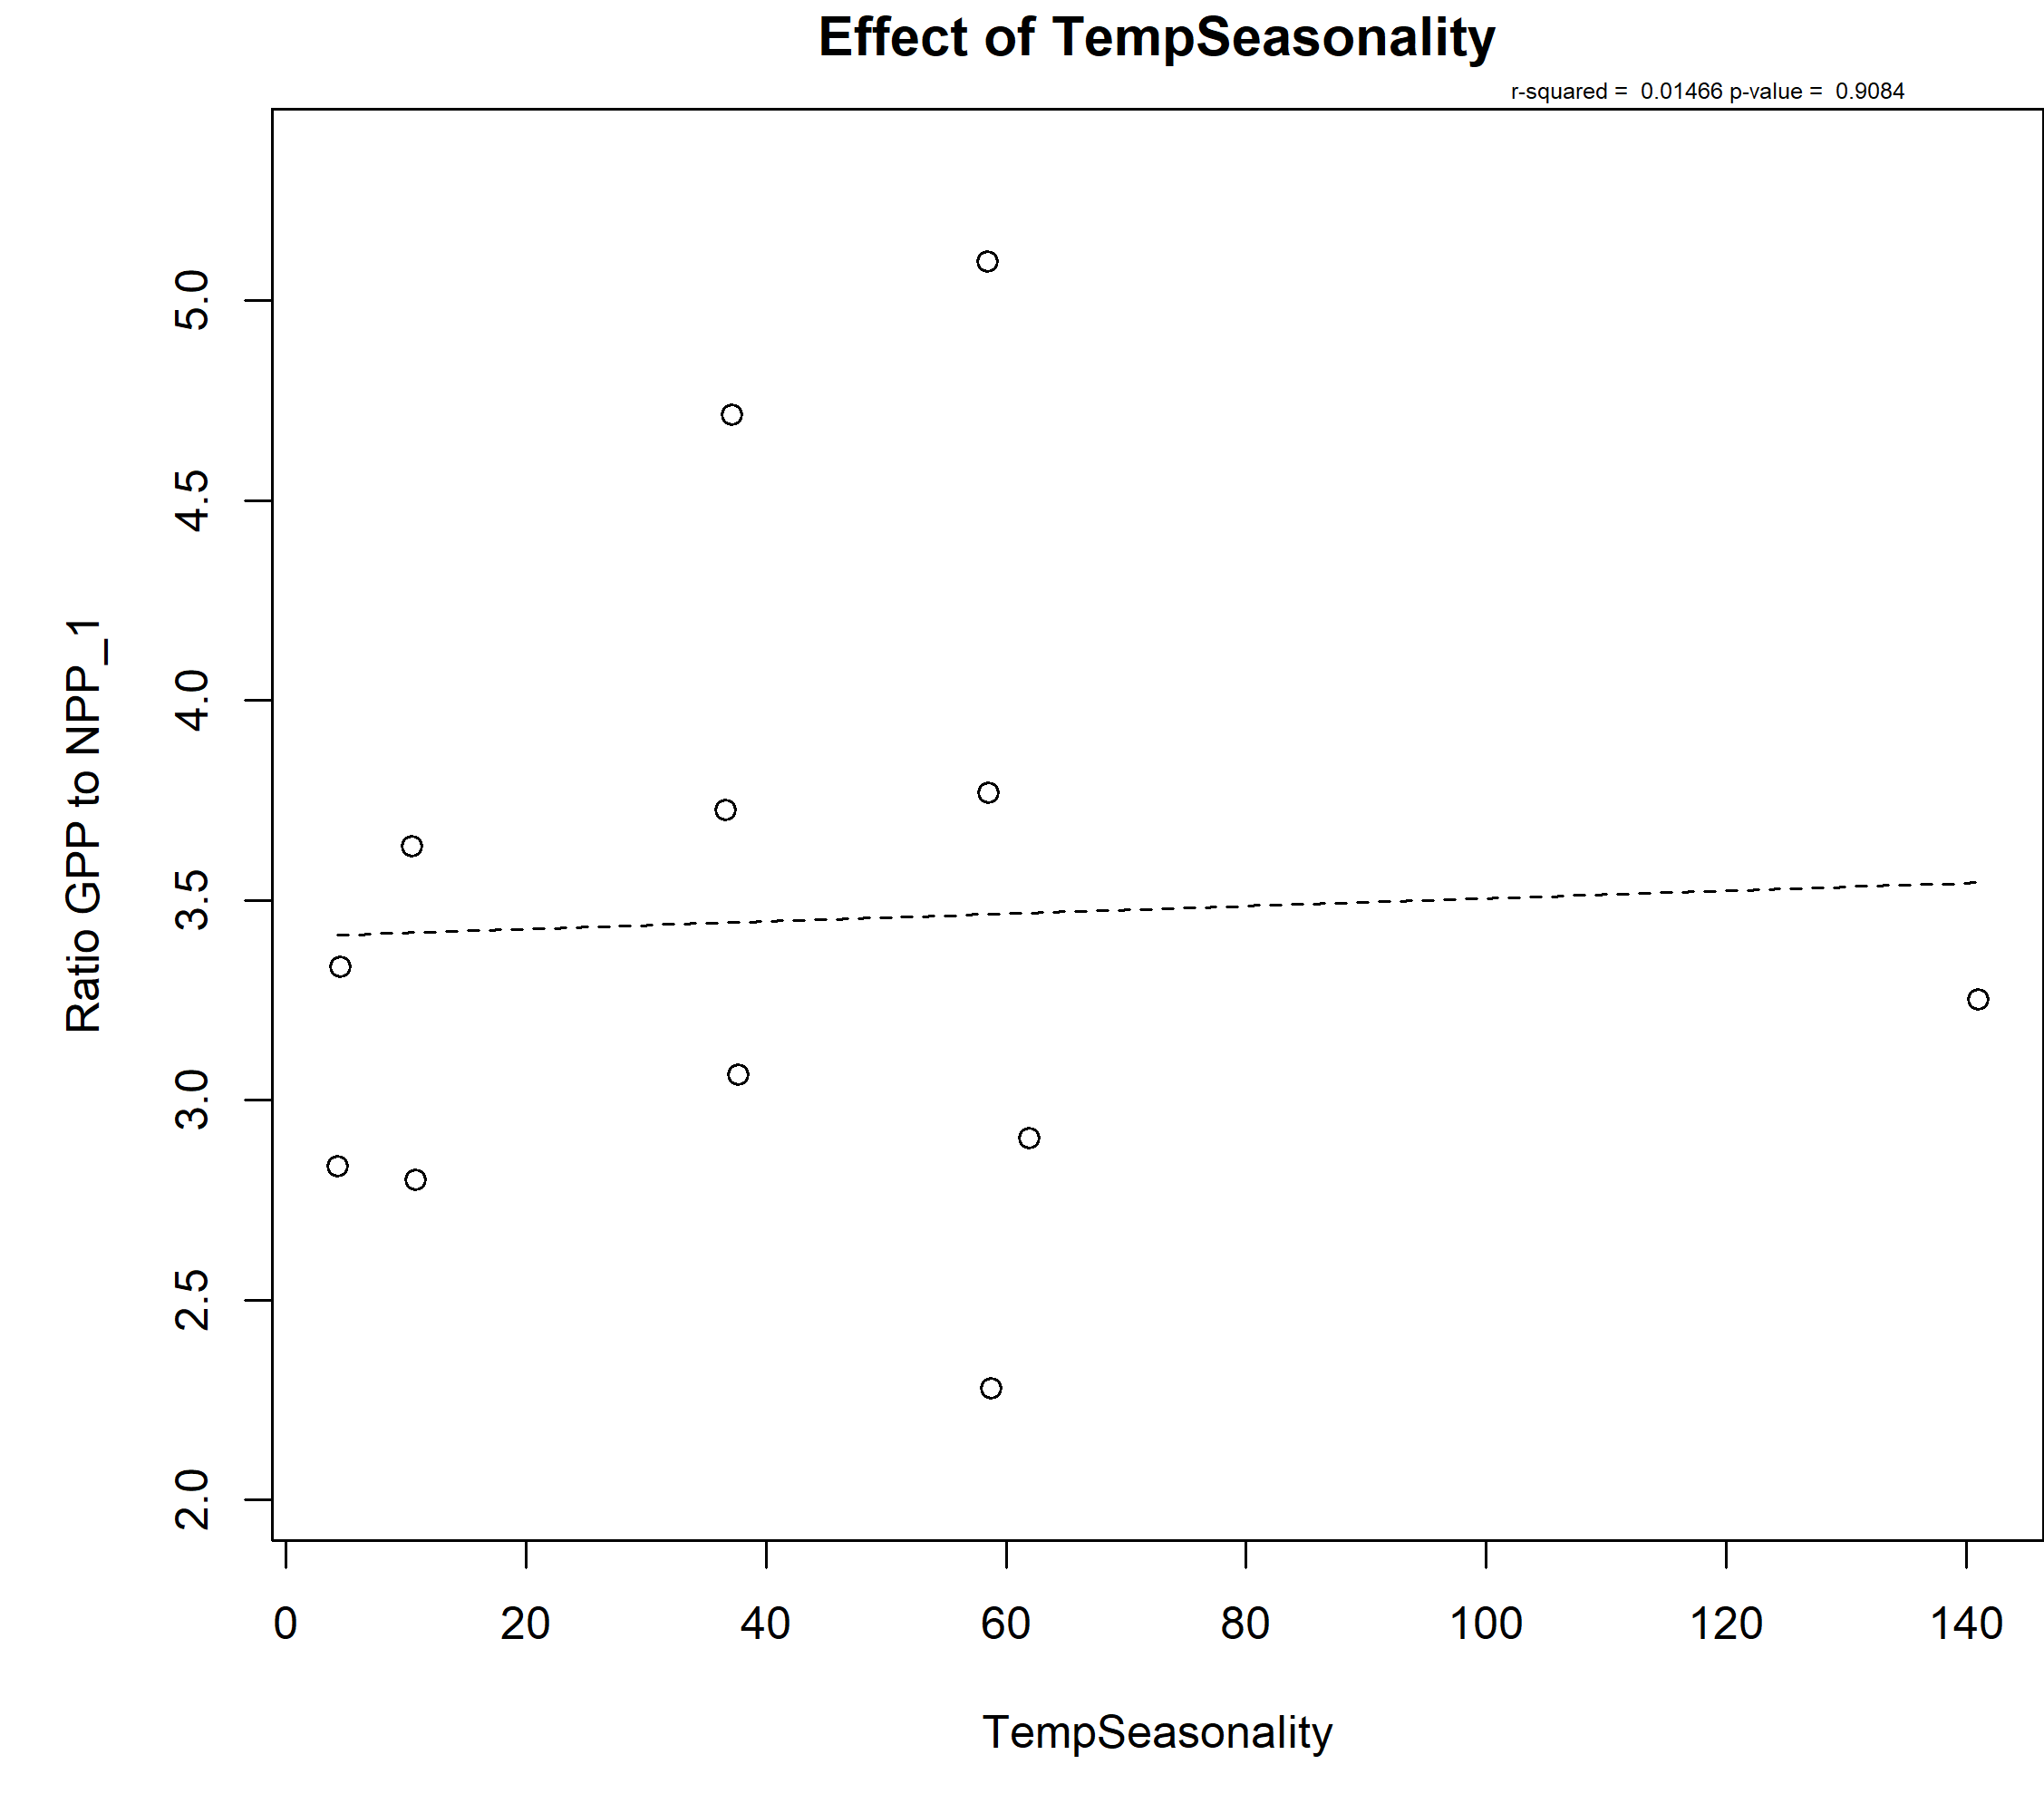 Effect of TempSeasonality
r-squared = 0.01466 p-value = 0.9084
Ratio GPP to NPP_1
5.0
4.5
4.0
3.5
3.0
2.5
2.0
0 20 40 60 80 100 120 140
TempSeasonality